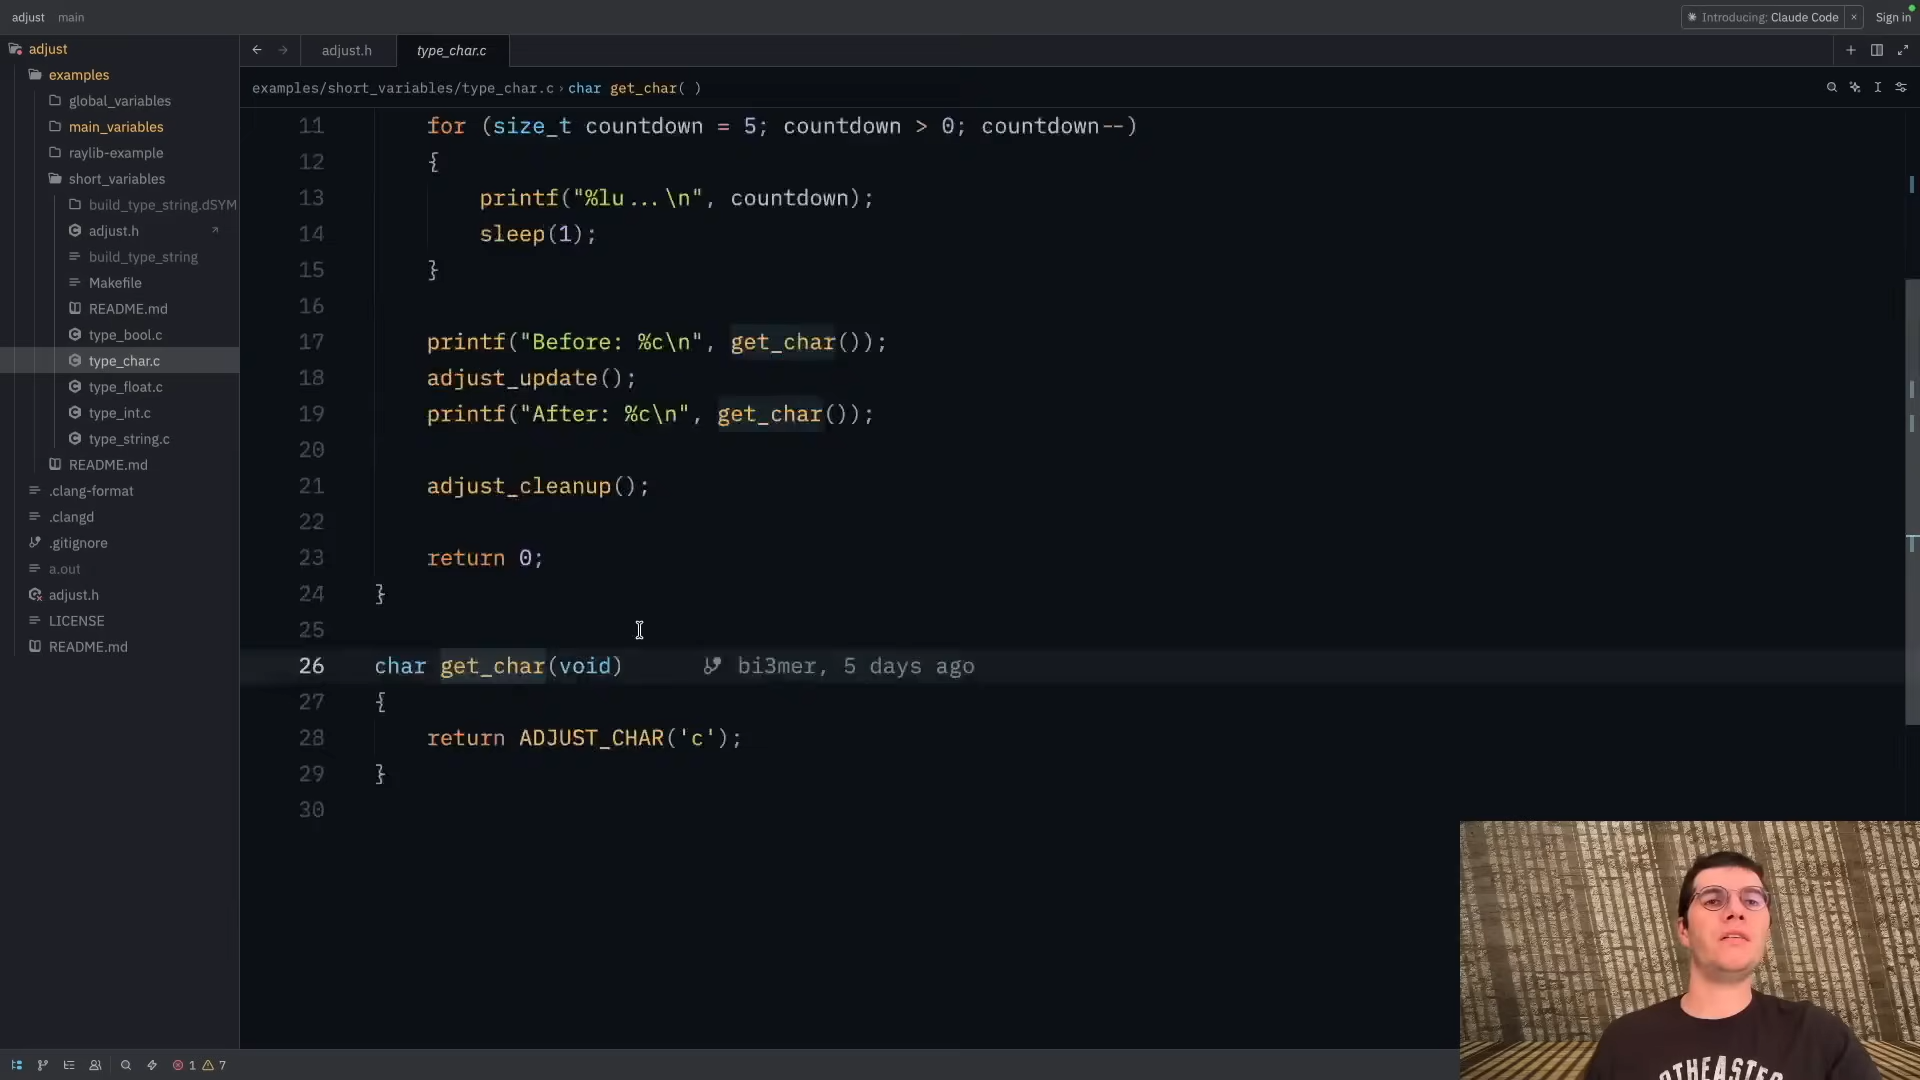 adjust main
Introducing: Claude Code × Sign in
adjust
examples
global_variables
main_variables
raylib-example
short_variables
build_type_string.dSYM
adjust.h
build_type_string
Makefile
README.md
type_bool.c
type_char.c
type_float.c
type_int.c
type_string.c
README.md
.clang-format
.clangd
.gitignore
a.out
adjust.h
LICENSE
README.md
adjust.h type_char.c
examples/short_variables/type_char.c › char get_char( )
11 for (size_t countdown = 5; countdown > 0; countdown--)
12 {
13 printf("%lu...\n", countdown);
14 sleep(1);
15 }
16
17 printf("Before: %c\n", get_char());
18 adjust_update();
19 printf("After: %c\n", get_char());
20
21 adjust_cleanup();
22
23 return 0;
24 }
25
26 char get_char(void) bi3mer, 5 days ago
27 {
28 return ADJUST_CHAR('c');
29 }
30
1 7